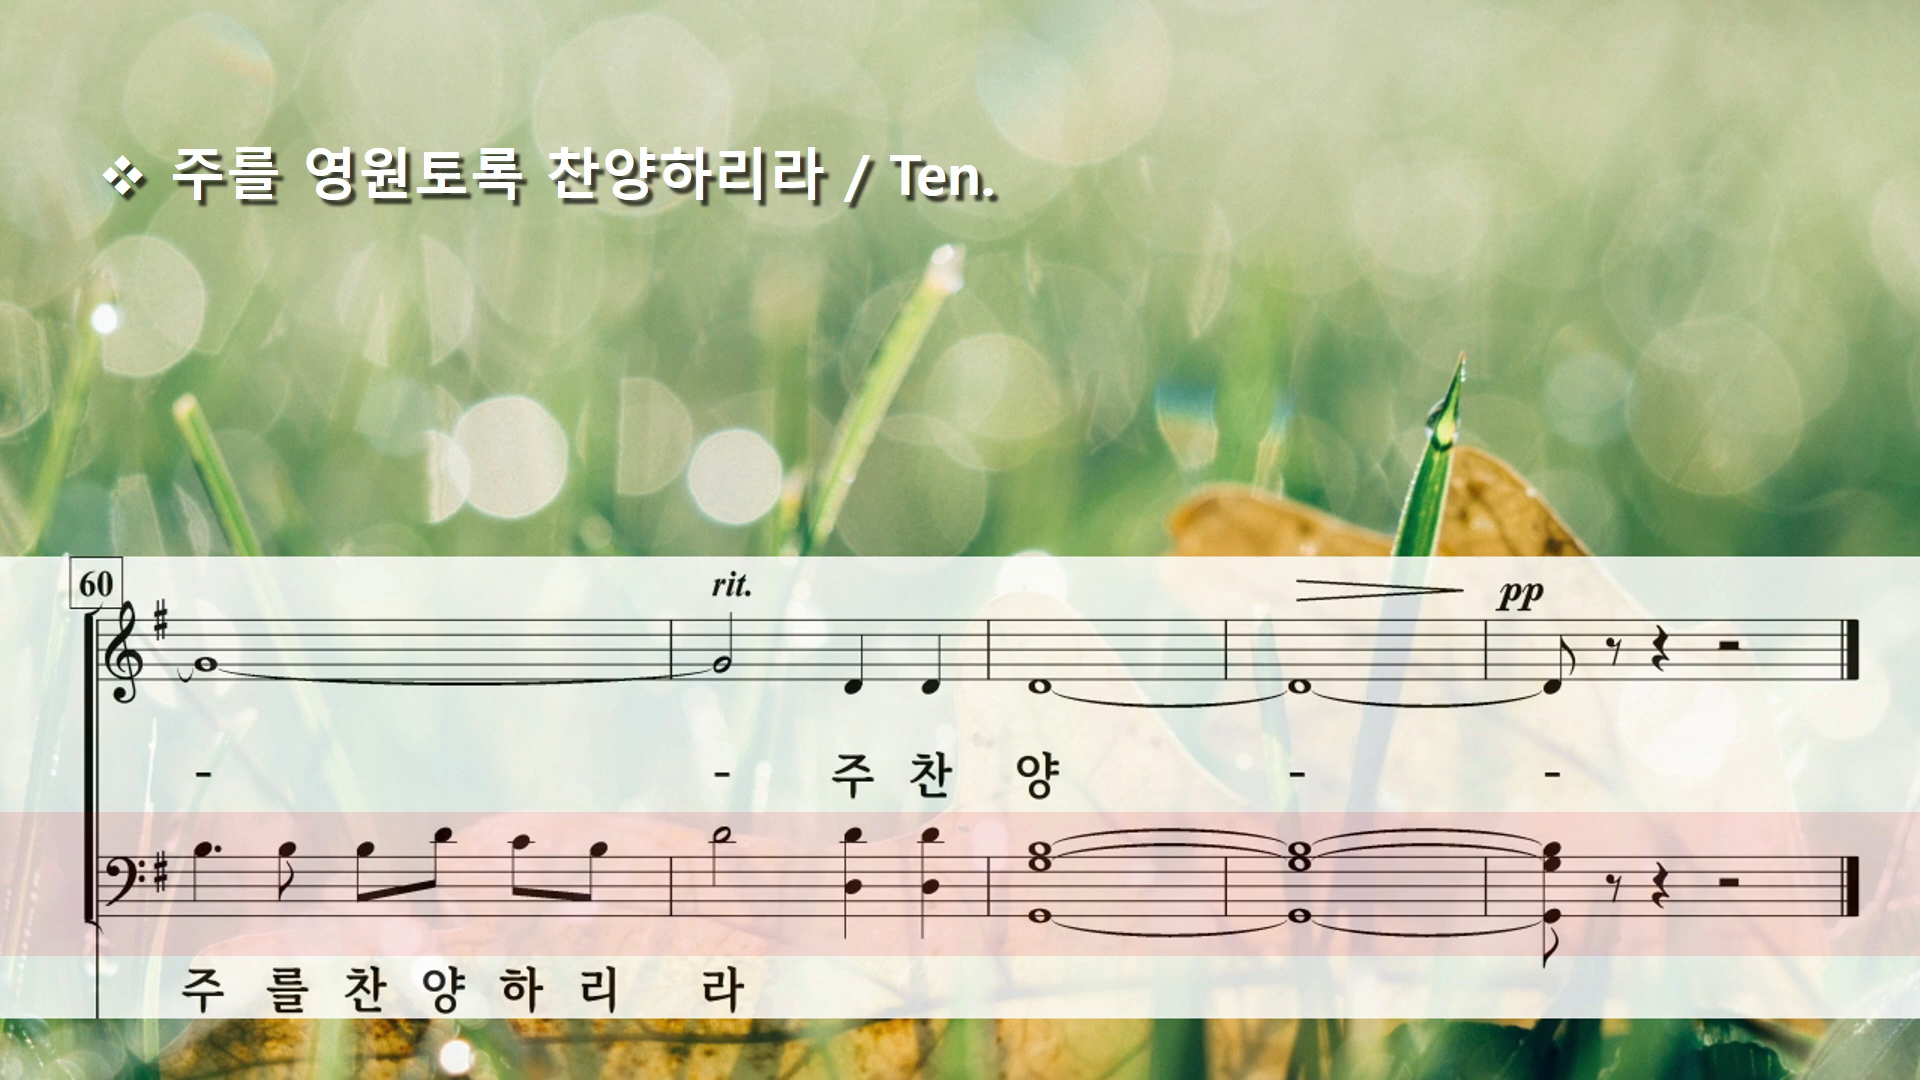 ❖ 주를 영원토록 찬양하리라 / Ten.
60 rit. pp
- - 주 찬 양 - -
주 를 찬 양 하 리 라